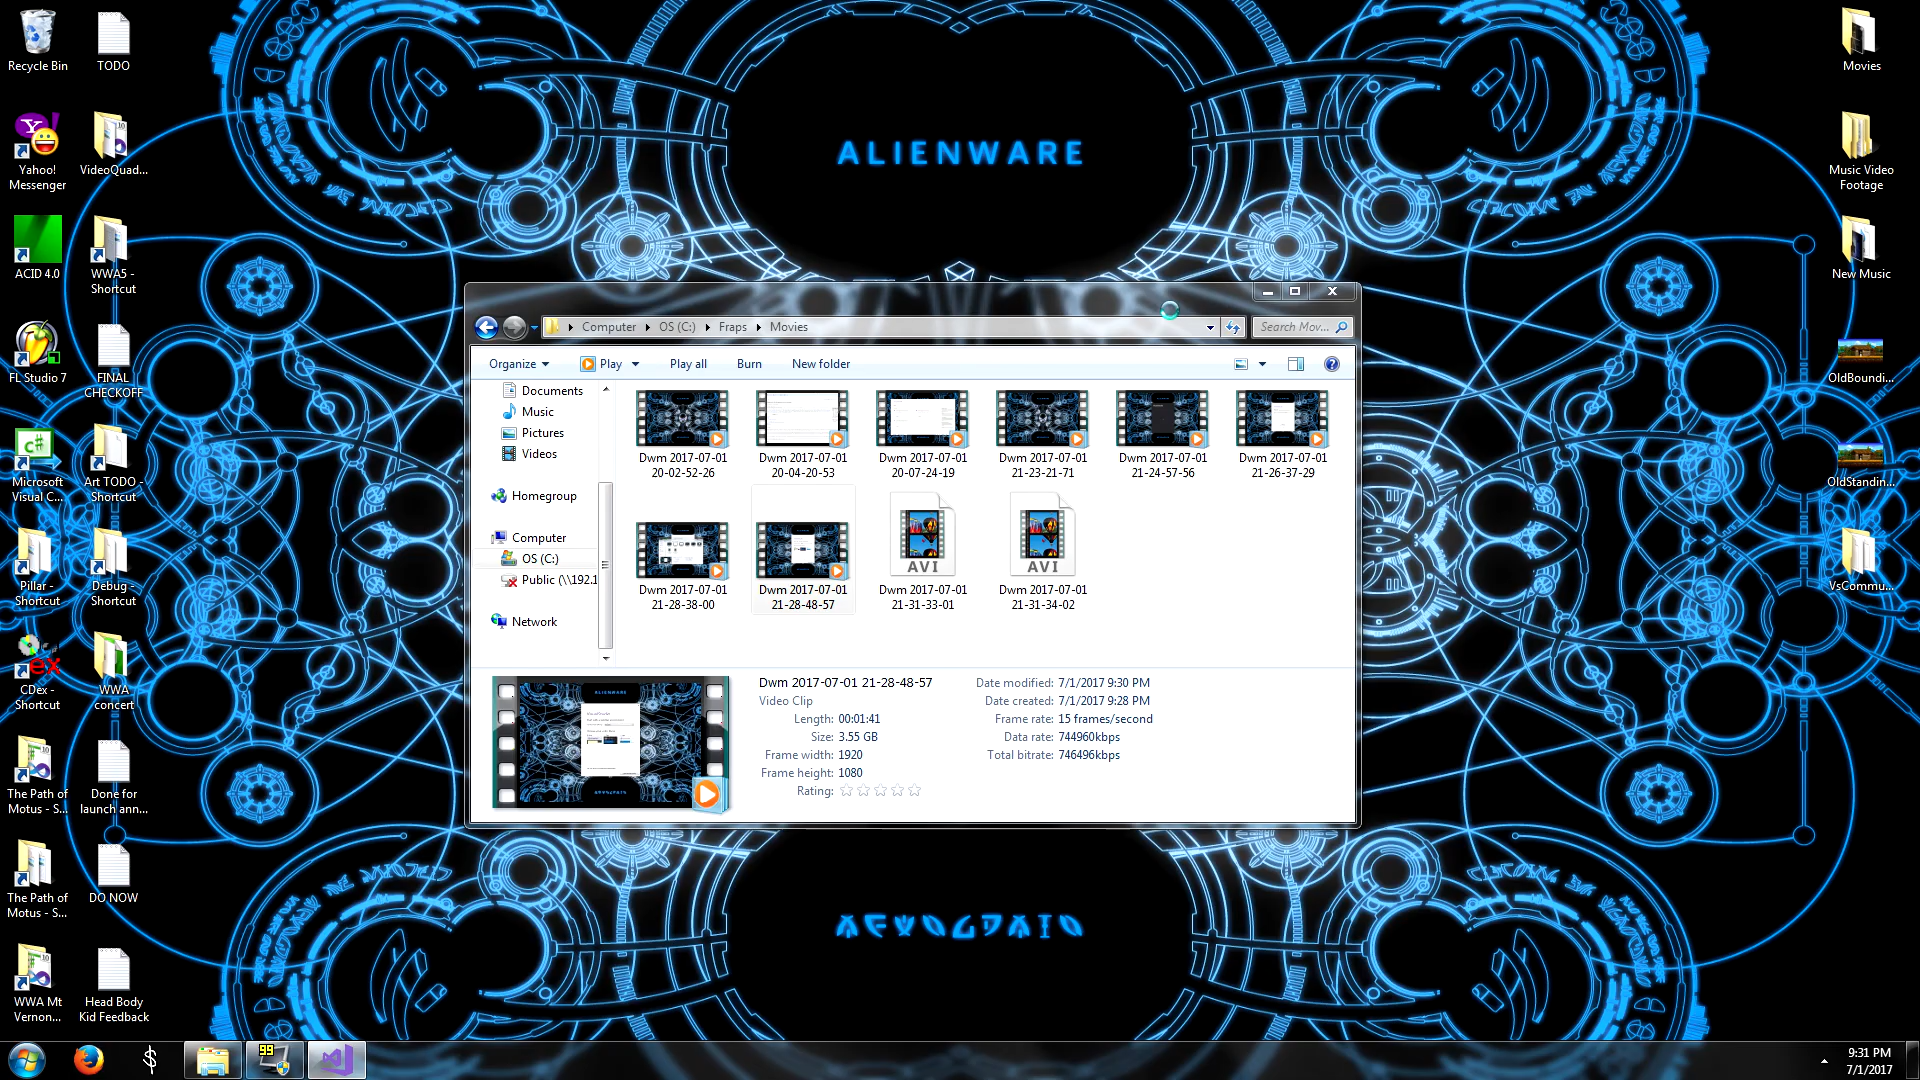 Recycle Bin
TODO
Yahoo!
Messenger
VideoQuad...
ACID 4.0
WWA5 -
Shortcut
FL Studio 7
FINAL
CHECKOFF
C#
Microsoft
Visual C...
Art TODO -
Shortcut
Pillar -
Shortcut
Debug -
Shortcut
CDex -
Shortcut
WWA
concert
The Path of
Motus - S...
Done for
launch ann...
The Path of
Motus - S...
DO NOW
WWA Mt
Vernon...
Head Body
Kid Feedback
ALIENWARE
Computer
OS (C:)
Fraps
Movies
Search Mov...
Organize
Play
Play all
Burn
New folder
Documents
Music
Pictures
Videos
Homegroup
Computer
OS (C:)
Public (\\192.1
Network
Dwm 2017-07-01
20-02-52-26
Dwm 2017-07-01
20-04-20-53
Dwm 2017-07-01
20-07-24-19
Dwm 2017-07-01
21-23-21-71
Dwm 2017-07-01
21-24-57-56
Dwm 2017-07-01
21-26-37-29
Dwm 2017-07-01
21-28-38-00
Dwm 2017-07-01
21-28-48-57
AVI
Dwm 2017-07-01
21-31-33-01
AVI
Dwm 2017-07-01
21-31-34-02
Dwm 2017-07-01 21-28-48-57
Video Clip
Length: 00:01:41
Size: 3.55 GB
Frame width: 1920
Frame height: 1080
Rating:
Date modified: 7/1/2017 9:30 PM
Date created: 7/1/2017 9:28 PM
Frame rate: 15 frames/second
Data rate: 744960kbps
Total bitrate: 746496kbps
Movies
Music Video
Footage
New Music
OldBoundi...
OldStandin...
VsCommu...
99
9:31 PM
7/1/2017